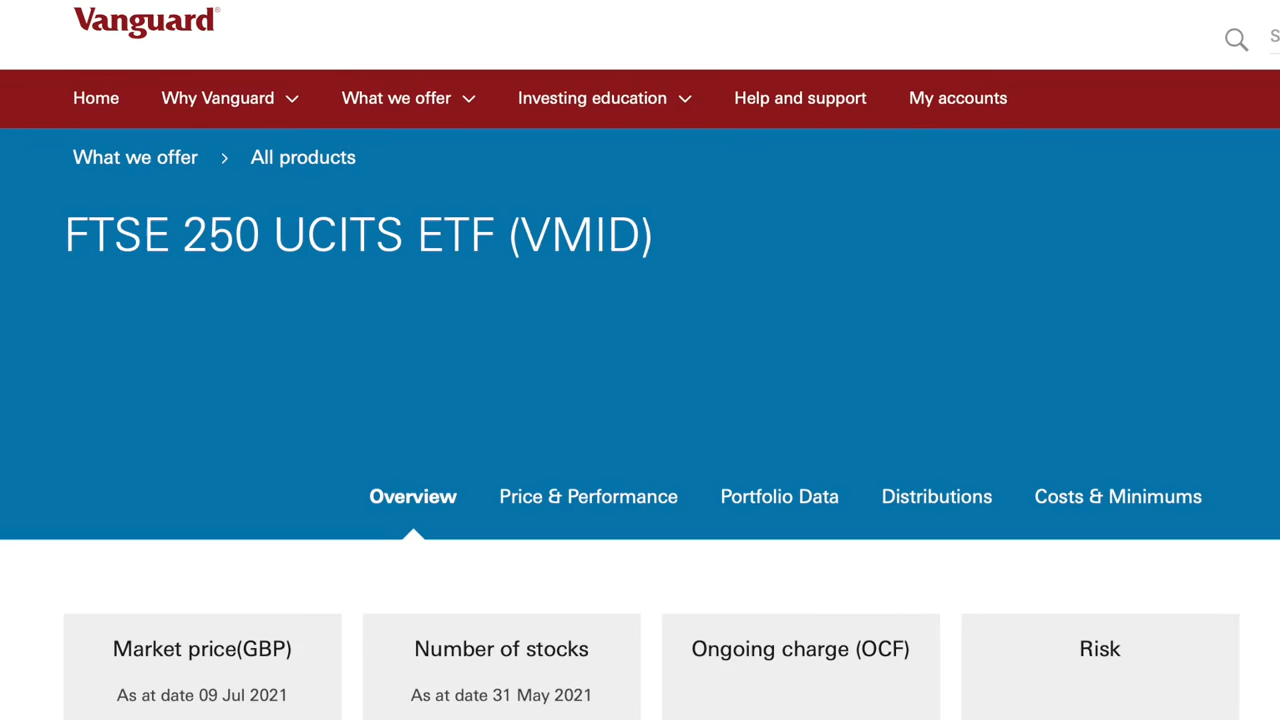 Vanguard®
S
Home Why Vanguard What we offer Investing education Help and support My accounts
What we offer > All products
FTSE 250 UCITS ETF (VMID)
Overview Price & Performance Portfolio Data Distributions Costs & Minimums
Market price(GBP) Number of stocks Ongoing charge (OCF) Risk
As at date 09 Jul 2021 As at date 31 May 2021